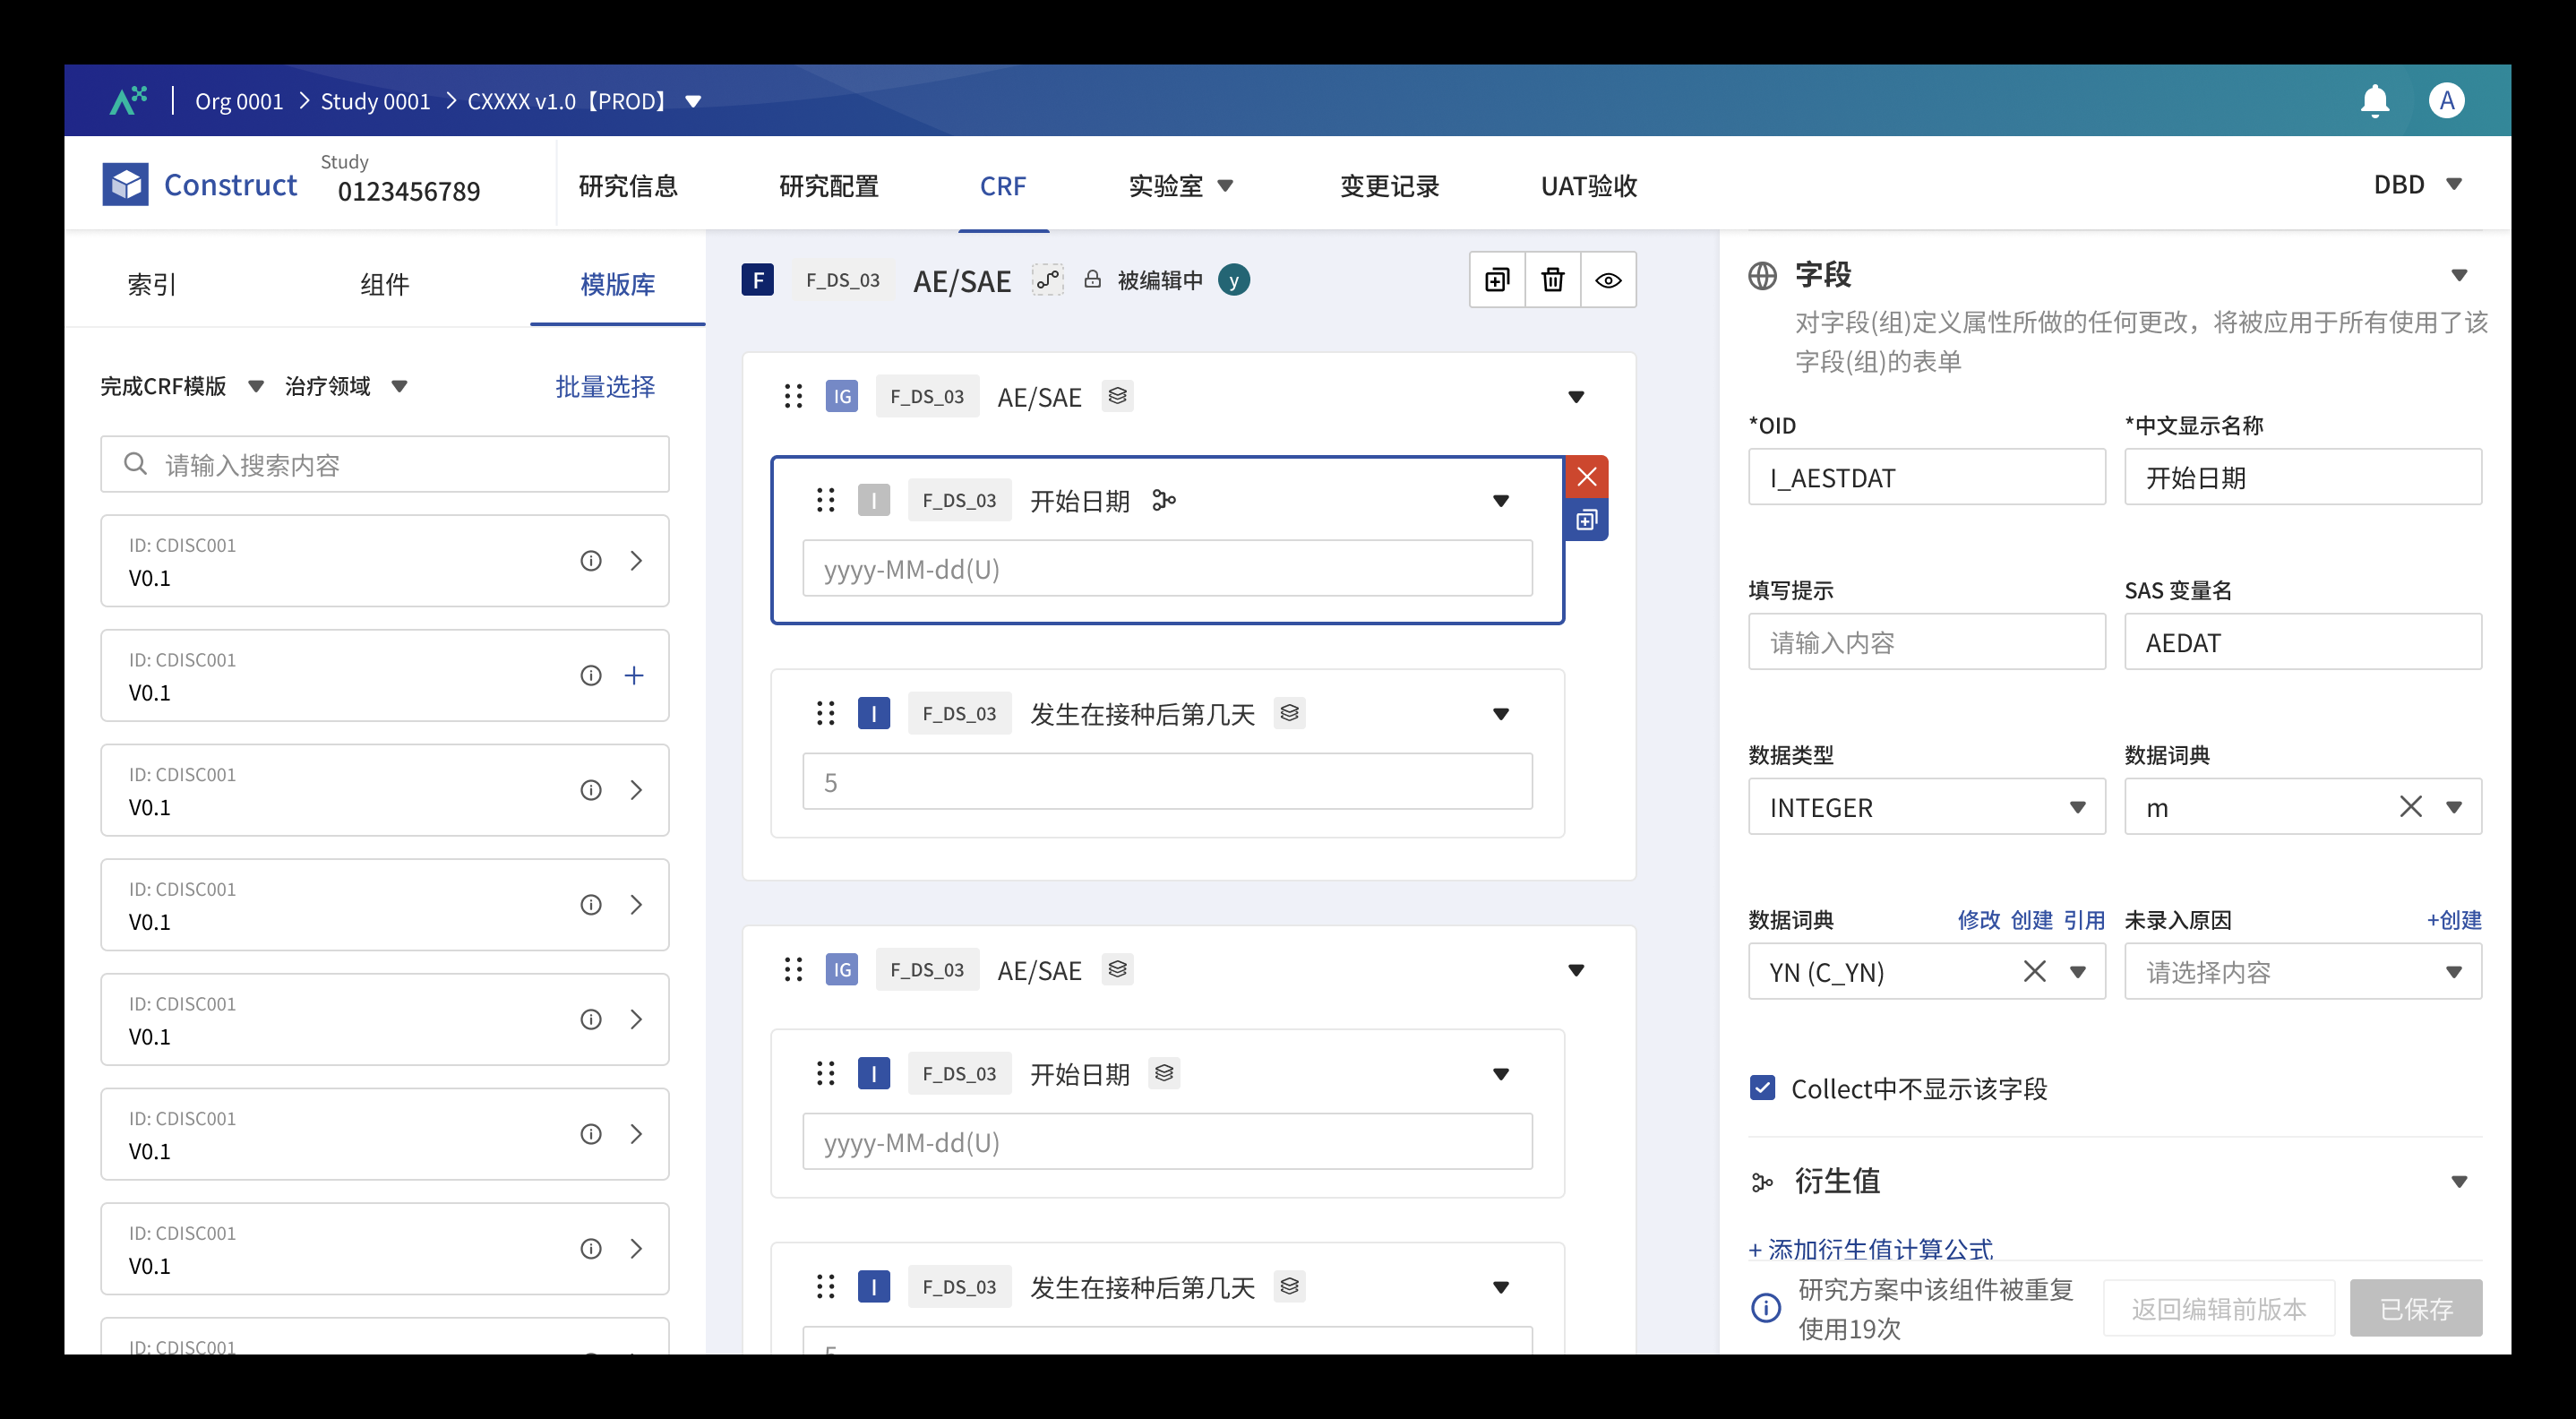 Org 0001 > Study 0001 > CXXXX v1.0【PROD】
A
Construct
Study
0123456789
研究信息
研究配置
CRF
实验室
变更记录
UAT验收
DBD
索引
组件
模版库
完成CRF模版
治疗领域
批量选择
请输入搜索内容
ID: CDISC001
V0.1
ID: CDISC001
V0.1
ID: CDISC001
V0.1
ID: CDISC001
V0.1
ID: CDISC001
V0.1
ID: CDISC001
V0.1
ID: CDISC001
V0.1
ID: CDISC001
F F_DS_03 AE/SAE 被编辑中 y
IG F_DS_03 AE/SAE
I F_DS_03 开始日期
yyyy-MM-dd(U)
I F_DS_03 发生在接种后第几天
5
IG F_DS_03 AE/SAE
I F_DS_03 开始日期
yyyy-MM-dd(U)
I F_DS_03 发生在接种后第几天
5
字段
对字段(组)定义属性所做的任何更改，将被应用于所有使用了该
字段(组)的表单
*OID
I_AESTDAT
*中文显示名称
开始日期
填写提示
请输入内容
SAS 变量名
AEDAT
数据类型
INTEGER
数据词典
m
数据词典 修改 创建 引用
YN (C_YN)
未录入原因 +创建
请选择内容
Collect中不显示该字段
衍生值
+ 添加衍生值计算公式
研究方案中该组件被重复
使用19次
返回编辑前版本
已保存